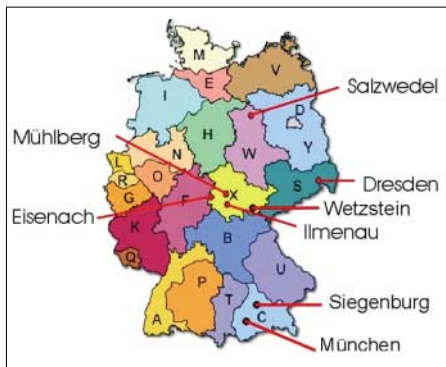 M
V
E
I
Salzwedel
D
H
Mühlberg
W
Y
N
L
O
R
S
Dresden
X
G
F
Wetzstein
Eisenach
Ilmenau
K
B
Q
U
P
Siegenburg
T
C
A
München